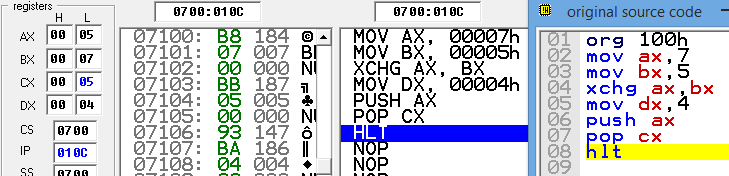 registers
H L
AX 00 05
BX 00 07
CX 00 05
DX 00 04
CS 0700
IP 010C
SS 0700
0700:010C
07100: B8 184
07101: 07 007
07102: 00 000 NU
07103: BB 187 ╗
07104: 05 005 ♣
07105: 00 000 NU
07106: 93 147 ô
07107: BA 186 ║
07108: 04 004 ♦
0700:010C
MOV AX, 00007h
MOV BX, 00005h
XCHG AX, BX
MOV DX, 00004h
PUSH AX
POP CX
HLT
NOP
NOP
original source code
01 org 100h
02 mov ax,7
03 mov bx,5
04 xchg ax,bx
05 mov dx,4
06 push ax
07 pop cx
08 hlt
09